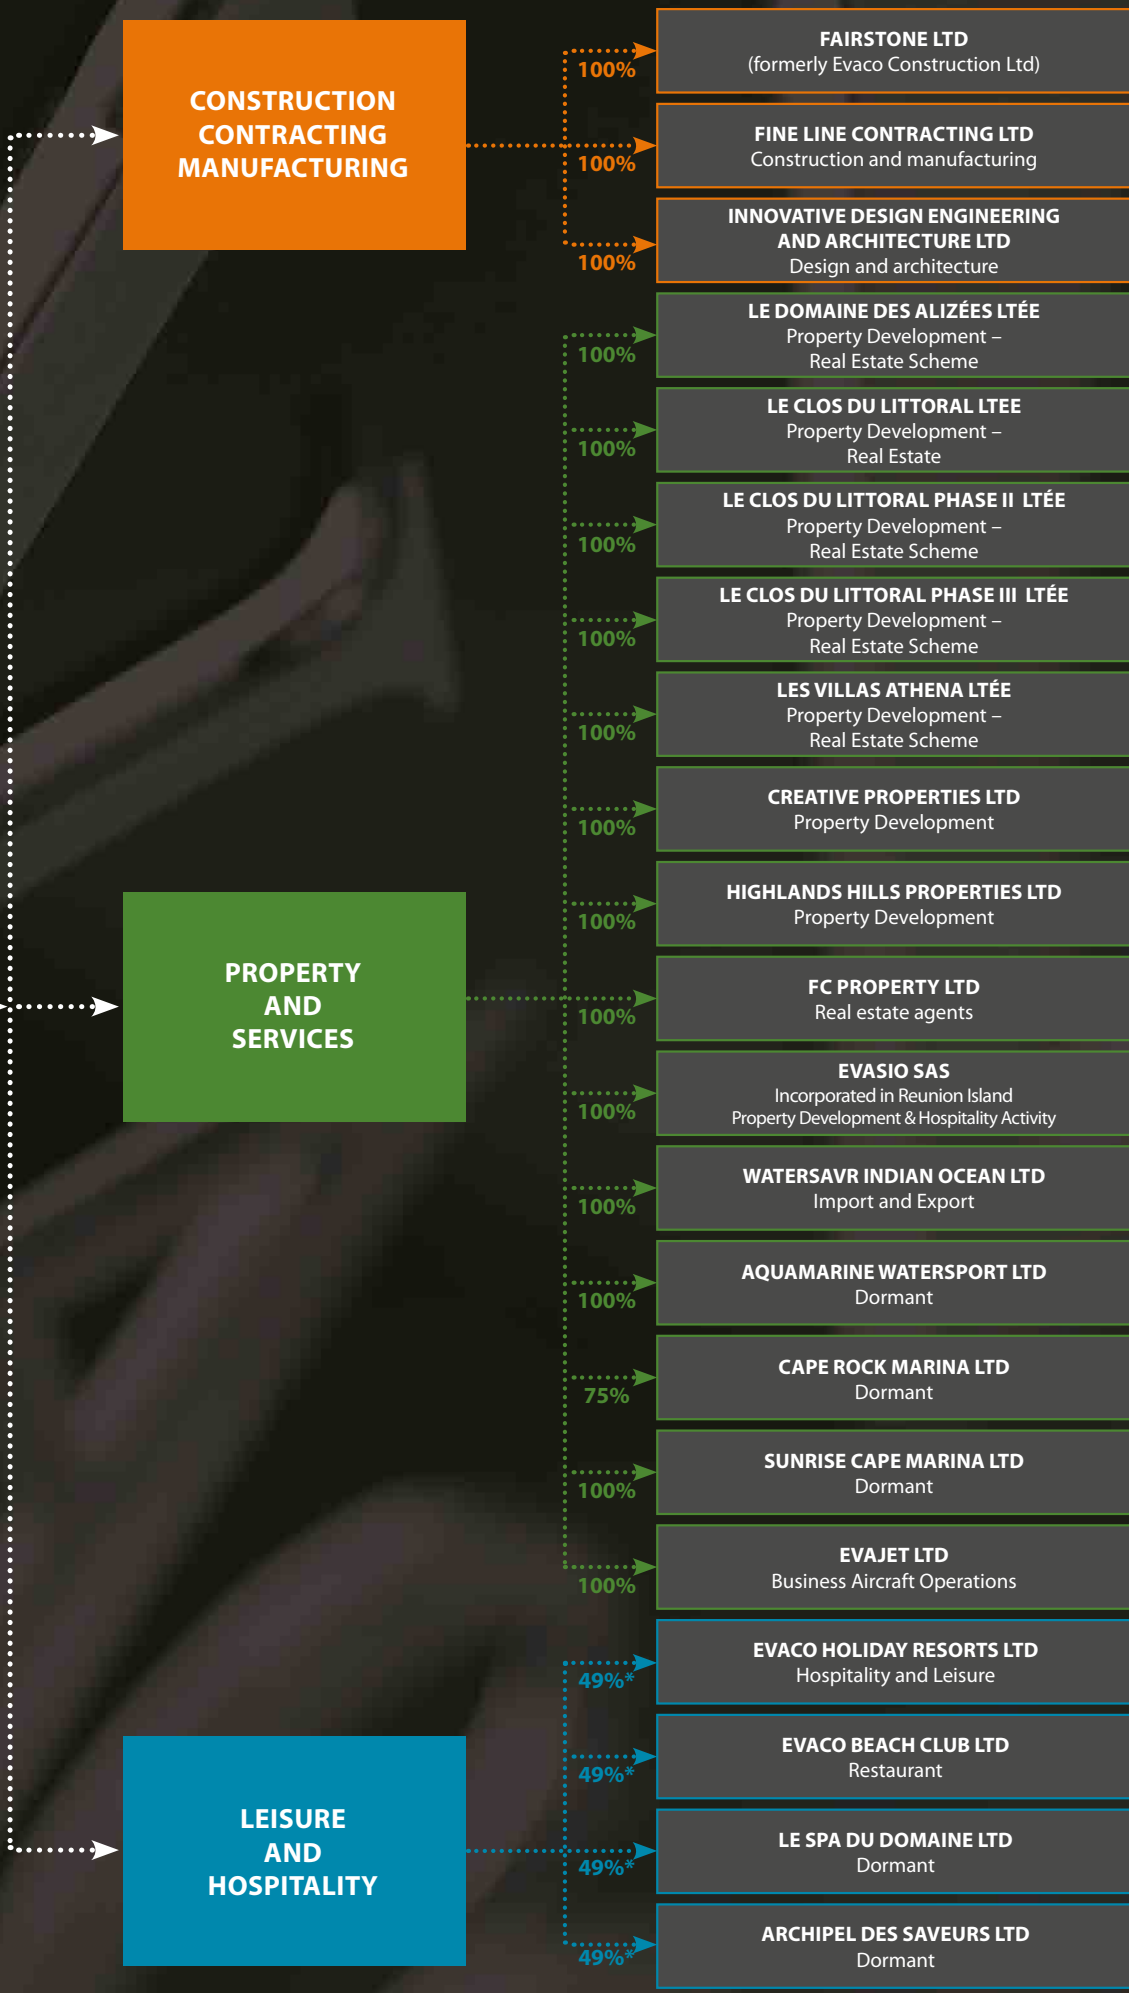 CONSTRUCTION
CONTRACTING
MANUFACTURING
100%
FAIRSTONE LTD
(formerly Evaco Construction Ltd)
100%
FINE LINE CONTRACTING LTD
Construction and manufacturing
100%
INNOVATIVE DESIGN ENGINEERING
AND ARCHITECTURE LTD
Design and architecture
PROPERTY
AND
SERVICES
100%
LE DOMAINE DES ALIZÉES LTÉE
Property Development –
Real Estate Scheme
100%
LE CLOS DU LITTORAL LTEE
Property Development –
Real Estate
100%
LE CLOS DU LITTORAL PHASE II LTÉE
Property Development –
Real Estate Scheme
100%
LE CLOS DU LITTORAL PHASE III LTÉE
Property Development –
Real Estate Scheme
100%
LES VILLAS ATHENA LTÉE
Property Development –
Real Estate Scheme
100%
CREATIVE PROPERTIES LTD
Property Development
100%
HIGHLANDS HILLS PROPERTIES LTD
Property Development
100%
FC PROPERTY LTD
Real estate agents
100%
EVASIO SAS
Incorporated in Reunion Island
Property Development & Hospitality Activity
100%
WATERSAVR INDIAN OCEAN LTD
Import and Export
100%
AQUAMARINE WATERSPORT LTD
Dormant
75%
CAPE ROCK MARINA LTD
Dormant
100%
SUNRISE CAPE MARINA LTD
Dormant
100%
EVAJET LTD
Business Aircraft Operations
LEISURE
AND
HOSPITALITY
49%*
EVACO HOLIDAY RESORTS LTD
Hospitality and Leisure
49%*
EVACO BEACH CLUB LTD
Restaurant
49%*
LE SPA DU DOMAINE LTD
Dormant
49%*
ARCHIPEL DES SAVEURS LTD
Dormant